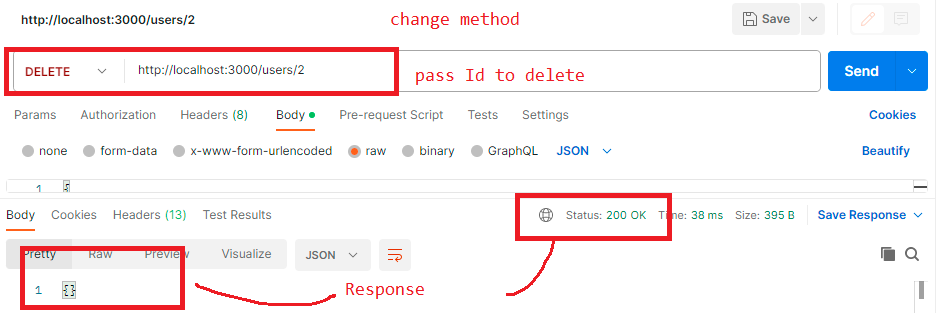 http://localhost:3000/users/2
change method
Save
DELETE
http://localhost:3000/users/2
pass Id to delete
Send
Params Authorization Headers (8) Body Pre-request Script Tests Settings Cookies
none form-data x-www-form-urlencoded raw binary GraphQL JSON Beautify
1
Body Cookies Headers (13) Test Results Status: 200 OK Time: 38 ms Size: 395 B Save Response
Pretty Raw Preview Visualize JSON
1 {}
Response